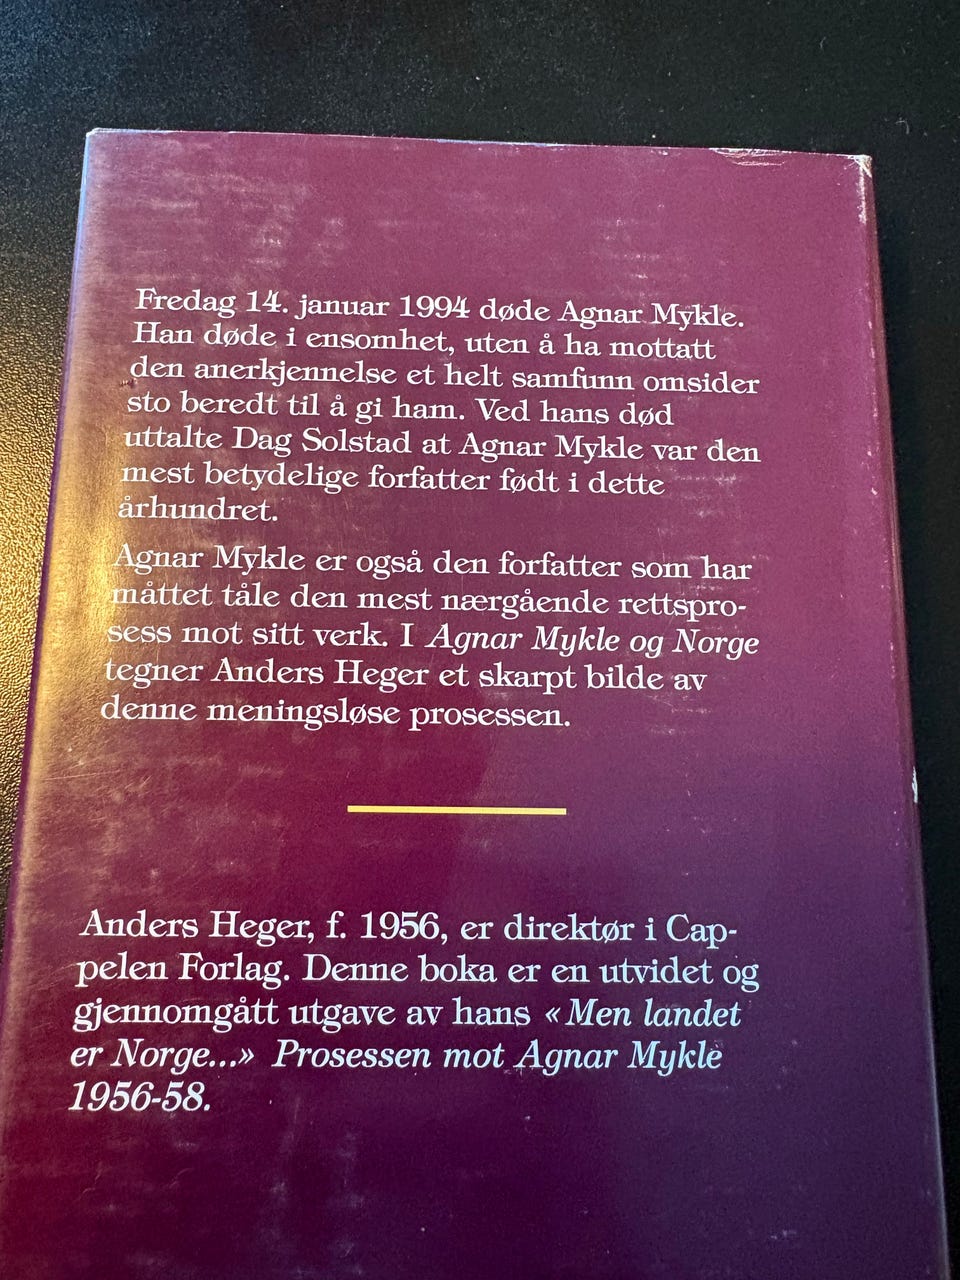 Fredag 14. januar 1994 døde Agnar Mykle.
Han døde i ensomhet, uten å ha mottatt
den anerkjennelse et helt samfunn omsider
sto beredt til å gi ham. Ved hans død
uttalte Dag Solstad at Agnar Mykle var den
mest betydelige forfatter født i dette
århundret.
Agnar Mykle er også den forfatter som har
måttet tåle den mest nærgående rettspro-
sess mot sitt verk. I Agnar Mykle og Norge
tegner Anders Heger et skarpt bilde av
denne meningsløse prosessen.
Anders Heger, f. 1956, er direktør i Cap-
pelen Forlag. Denne boka er en utvidet og
gjennomgått utgave av hans «Men landet
er Norge...» Prosessen mot Agnar Mykle
1956-58.